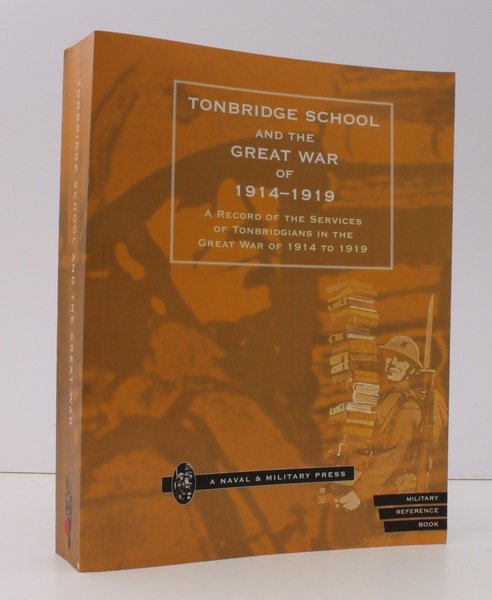 TONBRIDGE SCHOOL
AND THE
GREAT WAR
OF
1914–1919
A RECORD OF THE SERVICES
OF TONBRIDGIANS IN THE
GREAT WAR OF 1914 TO 1919
A NAVAL & MILITARY PRESS
MILITARY
REFERENCE
BOOK
TONBRIDGE SCHOOL AND THE GREAT WAR